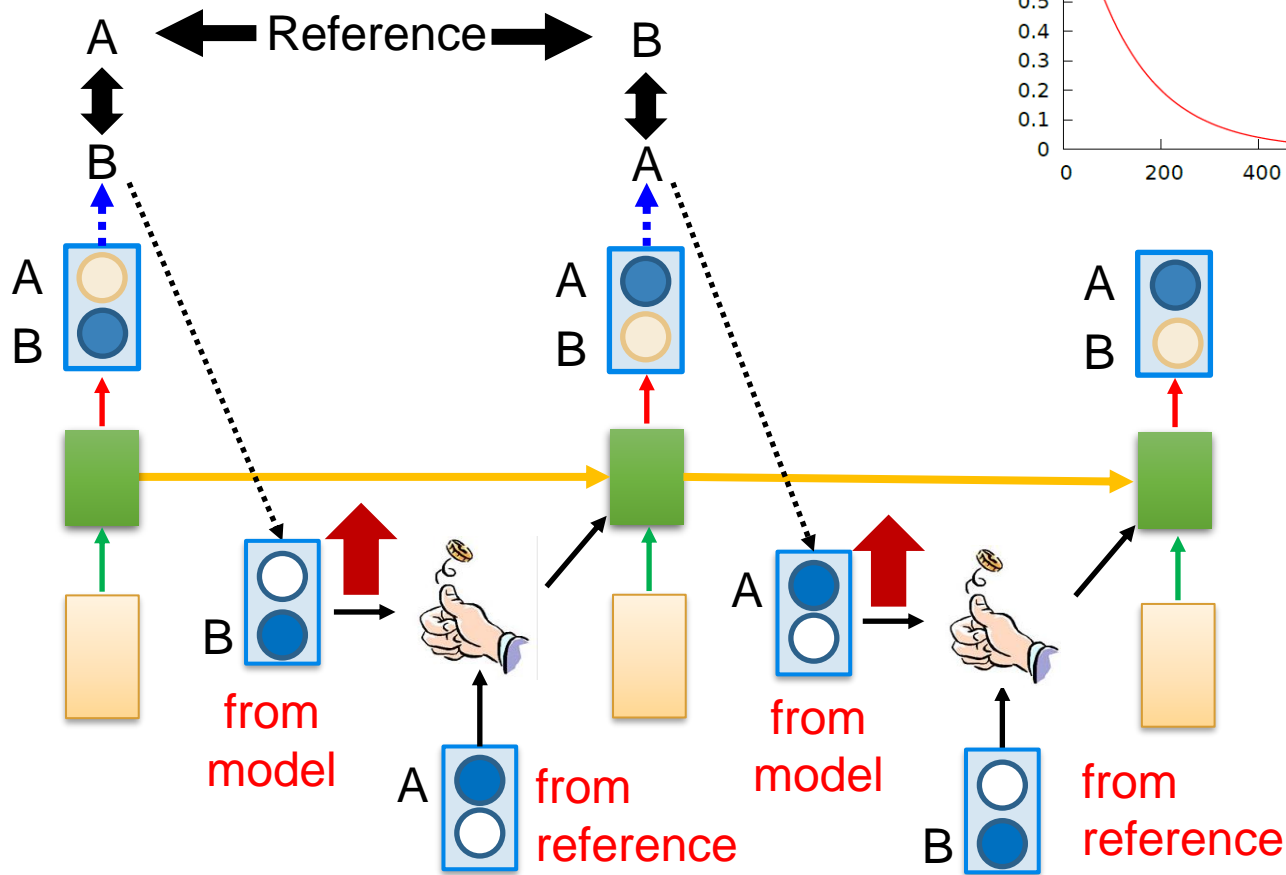 0.5
0.4
0.3
0.2
0.1
0
0 200 400
A Reference B
B A
A
B
A
B
A
B
B
from
model
A
from
reference
A
from
model
B
from
reference